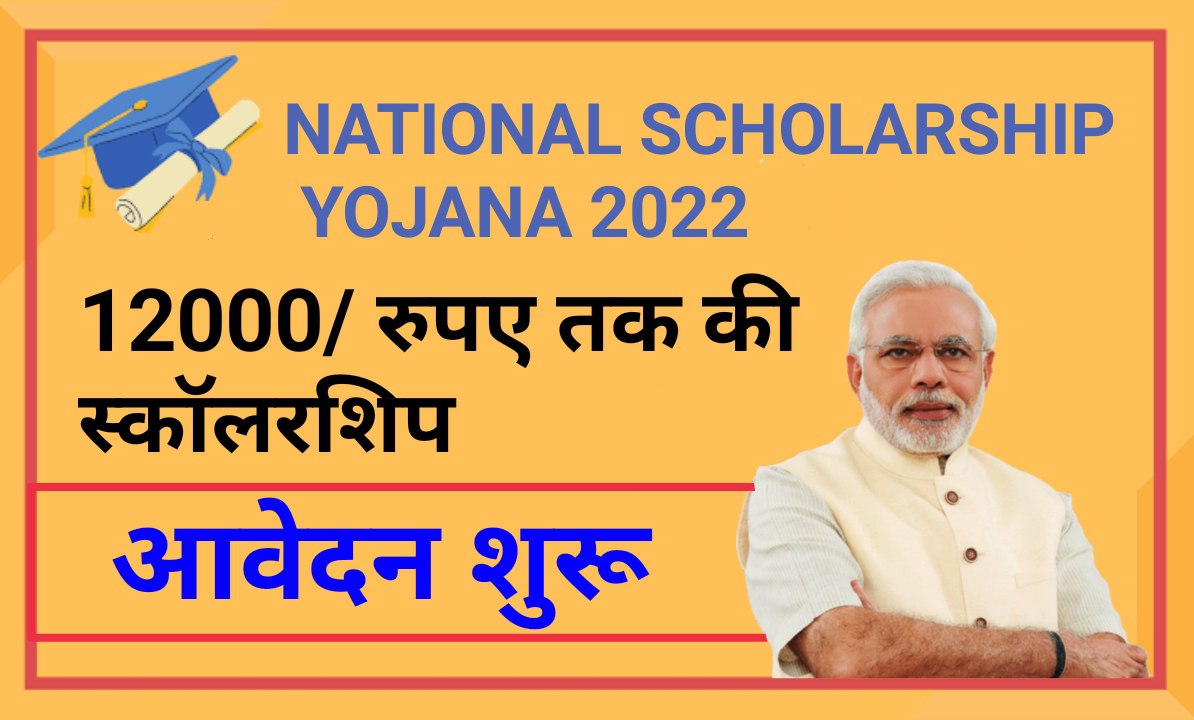 NATIONAL SCHOLARSHIP
YOJANA 2022
12000/ रुपए तक की
स्कॉलरशिप
आवेदन शुरू